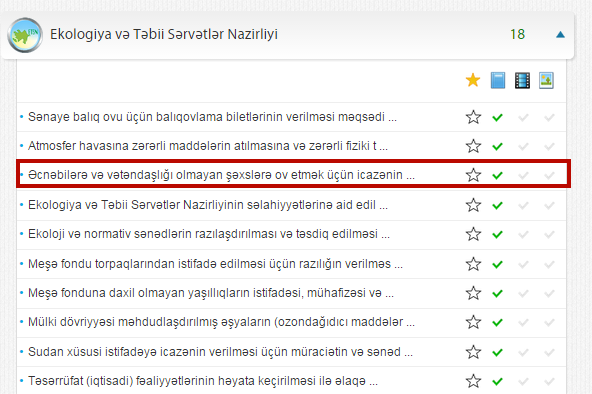 Ekologiya və Təbii Sərvətlər Nazirliyi 18
Sənaye balıq ovu üçün balıqovlama biletlərinin verilməsi məqsədi ...
Atmosfer havasına zərərli maddələrin atılmasına və zərərli fiziki t ...
Əcnəbilərə və vətəndaşlığı olmayan şəxslərə ov etmək üçün icazənin ...
Ekologiya və Təbii Sərvətlər Nazirliyinin səlahiyyətlərinə aid edil ...
Ekoloji və normativ sənədlərin razılaşdırılması və təsdiq edilməsi ...
Meşə fondu torpaqlarından istifadə edilməsi üçün razılığın verilməs ...
Meşə fonduna daxil olmayan yaşıllıqların istifadəsi, mühafizəsi və ...
Mülki dövriyyəsi məhdudlaşdırılmış əşyaların (ozondağıdıcı maddələr ...
Sudan xüsusi istifadəyə icazənin verilməsi üçün müraciətin və sənəd ...
Təsərrüfat (iqtisadi) fəaliyyətlərinin həyata keçirilməsi ilə əlaqə ...